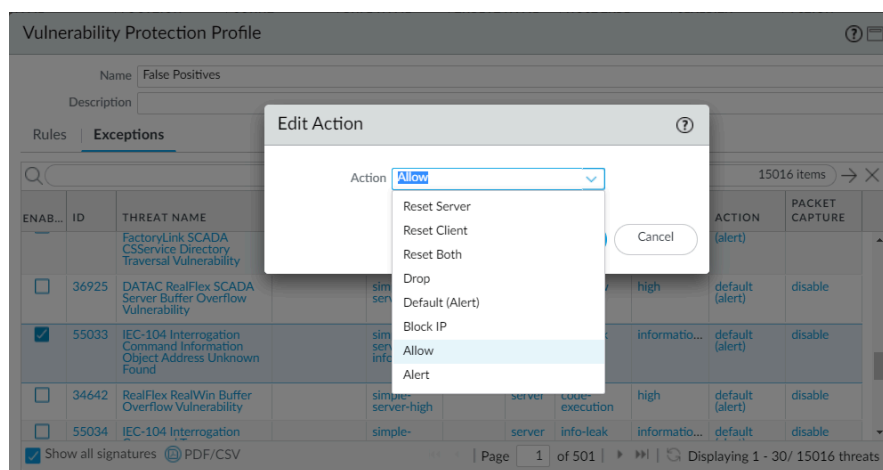 Vulnerability Protection Profile
Name False Positives
Description
Rules Exceptions
15016 items
ENAB... ID THREAT NAME ACTION PACKET CAPTURE
FactoryLink SCADA
CSService Directory
Traversal Vulnerability
(alert)
36925 DATAC RealFlex SCADA
Server Buffer Overflow
Vulnerability
high default
(alert)
disable
55033 IEC-104 Interrogation
Command Information
Object Address Unknown
Found
informatio... default
(alert)
disable
34642 RealFlex RealWin Buffer
Overflow Vulnerability
simple-
server-high
server code-
execution
high default
(alert)
disable
55034 IEC-104 Interrogation
simple- server info-leak informatio... default disable
Show all signatures PDF/CSV
Page 1 of 501 Displaying 1 - 30/ 15016 threats
Edit Action
Action Allow
Reset Server
Reset Client
Reset Both
Drop
Default (Alert)
Block IP
Allow
Alert
Cancel